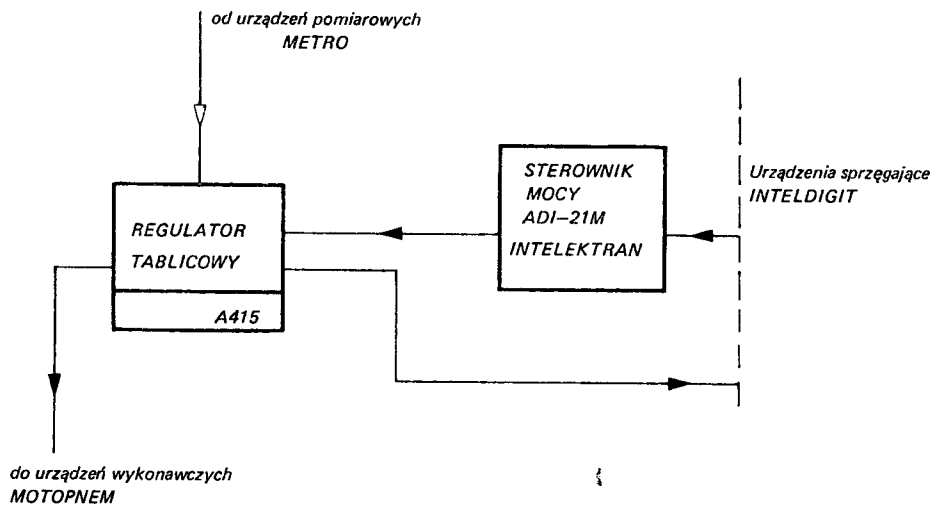 od urządzeń pomiarowych
METRO
STEROWNIK
MOCY
ADI-21M
INTELEKTRAN
Urządzenia sprzęgające
INTELDIGIT
REGULATOR
TABLICOWY
A415
do urządzeń wykonawczych
MOTOPNEM